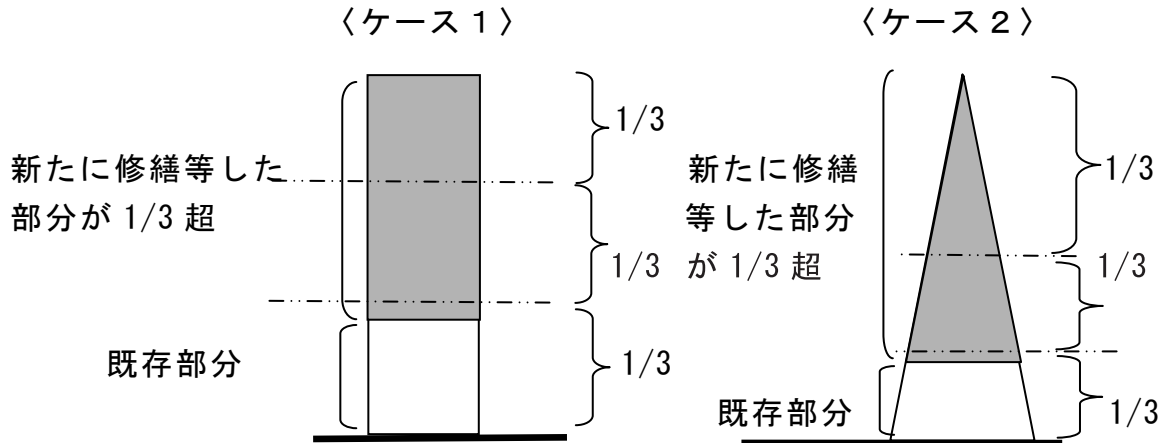 〈ケース1〉
新たに修繕等した
部分が 1/3 超
既存部分
1/3
1/3
1/3
〈ケース2〉
新たに修繕
等した部分
が 1/3 超
既存部分
1/3
1/3
1/3